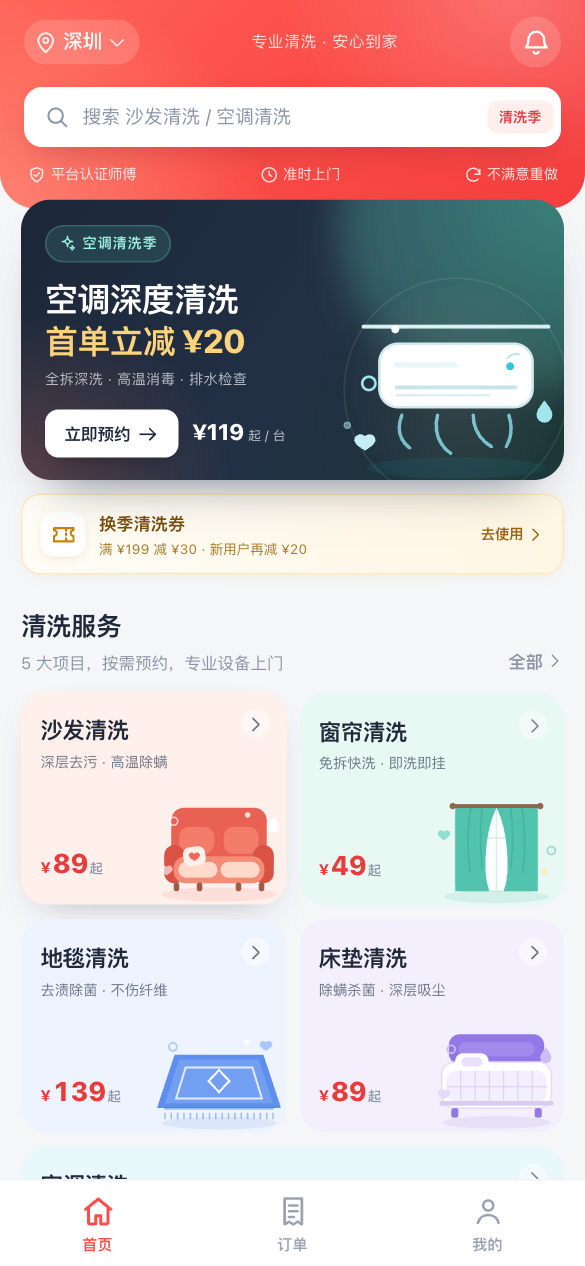 深圳
专业清洗 · 安心到家
搜索 沙发清洗 / 空调清洗
清洗季
平台认证师傅
准时上门
不满意重做
空调清洗季
空调深度清洗
首单立减 ¥20
全拆深洗 · 高温消毒 · 排水检查
立即预约
¥119 起 / 台
换季清洗券
满 ¥199 减 ¥30 · 新用户再减 ¥20
去使用
清洗服务
5 大项目，按需预约，专业设备上门
全部
沙发清洗
深层去污 · 高温除螨
¥89起
窗帘清洗
免拆快洗 · 即洗即挂
¥49起
地毯清洗
去渍除菌 · 不伤纤维
¥139起
床垫清洗
除螨杀菌 · 深层吸尘
¥89起
首页
订单
我的